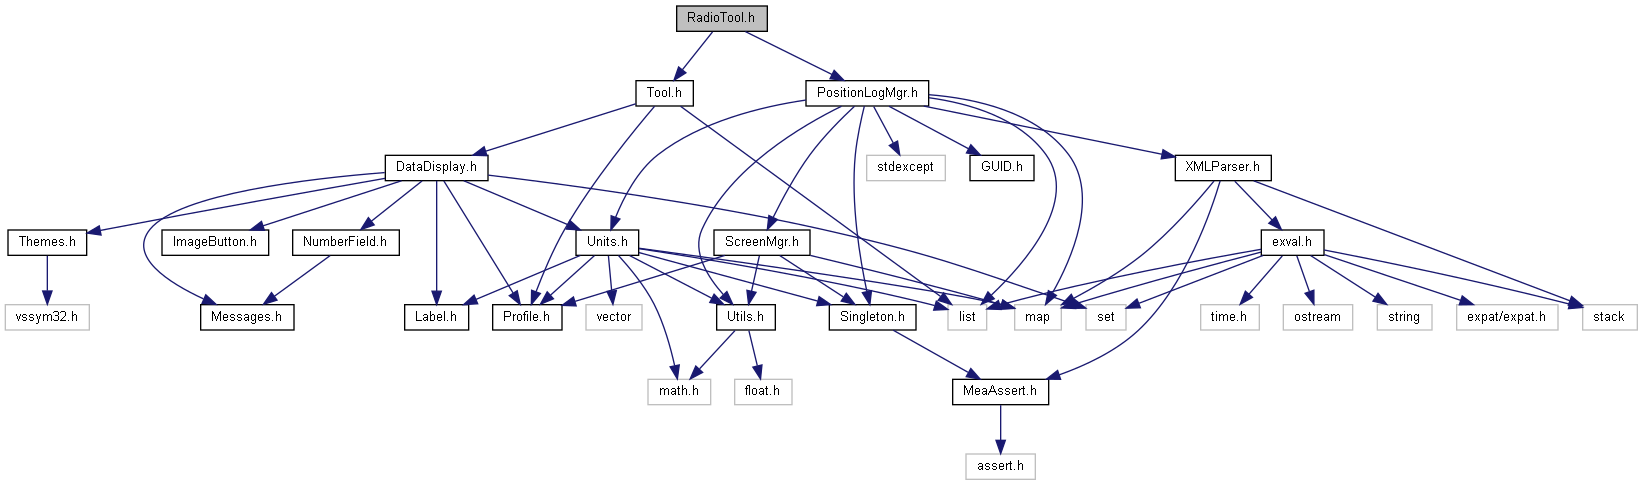 RadioTool.h
Tool.h
PositionLogMgr.h
DataDisplay.h
stdexcept
GUID.h
XMLParser.h
Themes.h
ImageButton.h
NumberField.h
Units.h
ScreenMgr.h
exval.h
vssym32.h
Messages.h
Label.h
Profile.h
vector
Utils.h
Singleton.h
list
map
set
time.h
ostream
string
expat/expat.h
stack
math.h
float.h
MeaAssert.h
assert.h